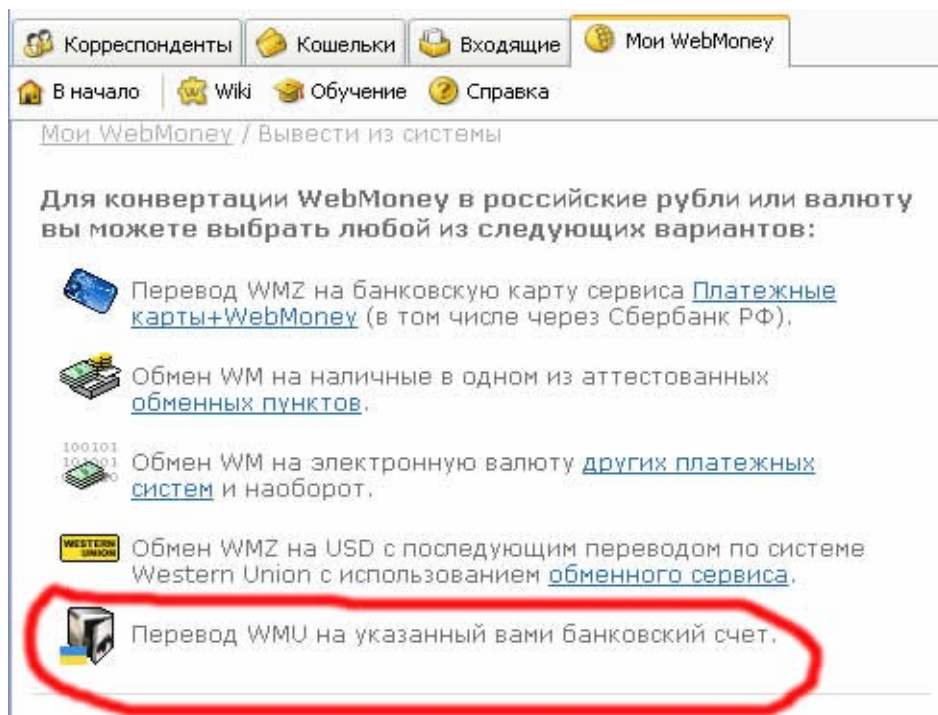 Корреспонденты Кошельки Входящие Мои WebMoney
В начало Wiki Обучение Справка
Мои WebMoney / Вывести из системы
Для конвертации WebMoney в российские рубли или валюту
вы можете выбрать любой из следующих вариантов:
Перевод WMZ на банковскую карту сервиса Платежные
карты+WebMoney (в том числе через Сбербанк РФ).
Обмен WM на наличные в одном из аттестованных
обменных пунктов.
100101
Обмен WM на электронную валюту других платежных
систем и наоборот.
WESTERN
UNION
Обмен WMZ на USD с последующим переводом по системе
Western Union с использованием обменного сервиса.
Перевод WMU на указанный вами банковский счет.